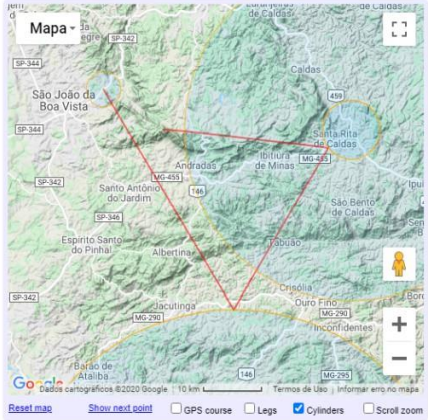 Mapa
SP-342
SP-344
Caldas
459
São João da
Boa Vista
SP-344
Santa Rita
de Caldas
MG-455
Andradas
Ibitiura
de Minas
MG-455
SP-342
Santo Antônio
do Jardim
146
São Bento
de Caldas
SP-346
Espírito Santo
do Pinhal
Tabuão
Albertina
SP-342
Crisólia
Jacutinga
Ouro Fino
MG-290
MG-290
Inconfidentes
Barão de
Ataliba
146
MG-295
Google
Dados cartográficos ©2020 Google
10 km
Termos de Uso
Informar erro no mapa
Reset map
Show next point
GPS course
Legs
Cylinders
Scroll zoom